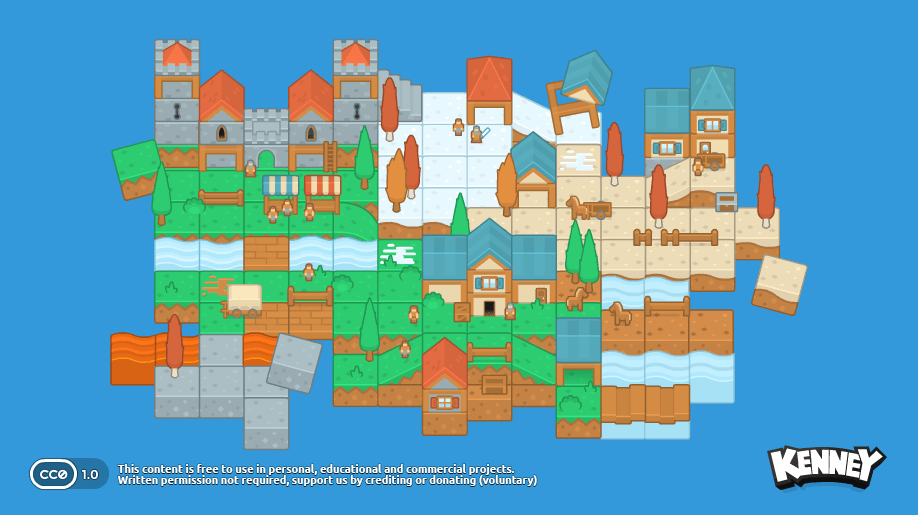 CC0 1.0
This content is free to use in personal, educational and commercial projects.
Written permission not required, support us by crediting or donating (voluntary)
KENNEY